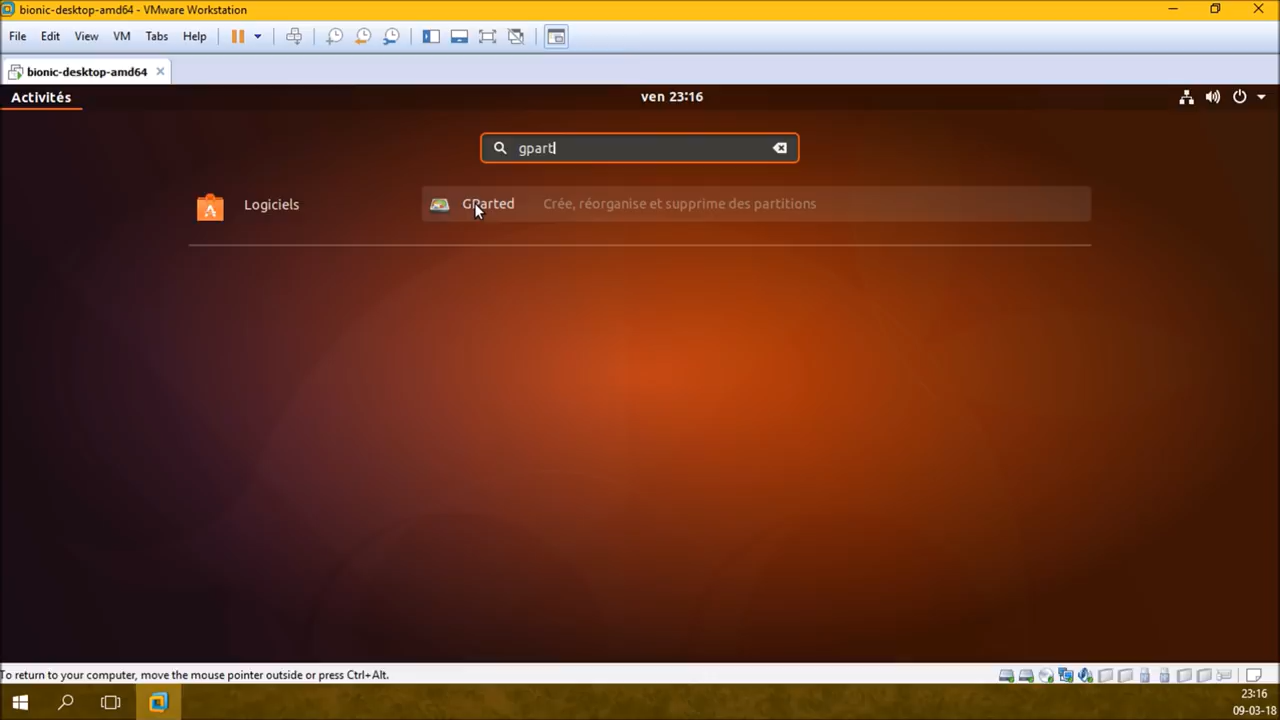 bionic-desktop-amd64 - VMware Workstation
File Edit View VM Tabs Help
bionic-desktop-amd64
Activités
ven 23:16
gpart
Logiciels
GParted Crée, réorganise et supprime des partitions
To return to your computer, move the mouse pointer outside or press Ctrl+Alt.
23:16
09-03-18